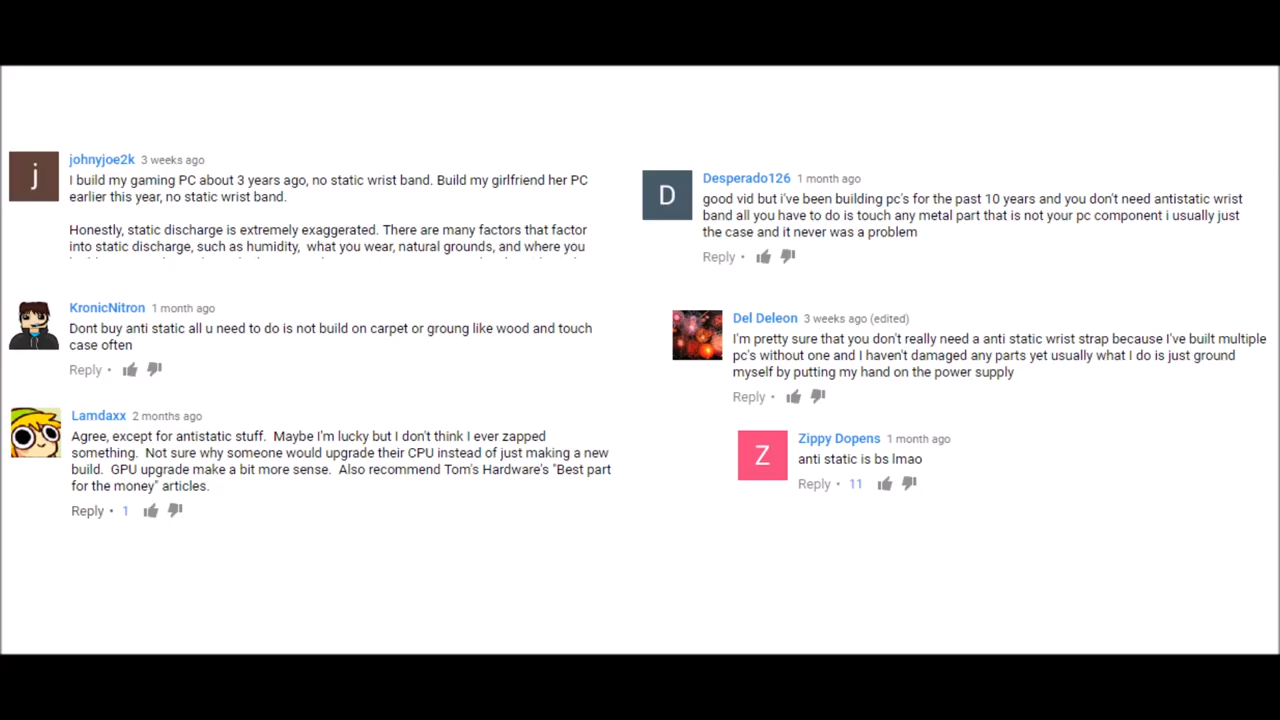 j
johnyjoe2k 3 weeks ago
I build my gaming PC about 3 years ago, no static wrist band. Build my girlfriend her PC
earlier this year, no static wrist band.
Honestly, static discharge is extremely exaggerated. There are many factors that factor
into static discharge, such as humidity, what you wear, natural grounds, and where you
KronicNitron 1 month ago
Dont buy anti static all u need to do is not build on carpet or groung like wood and touch
case often
Reply •
Lamdaxx 2 months ago
Agree, except for antistatic stuff. Maybe I'm lucky but I don't think I ever zapped
something. Not sure why someone would upgrade their CPU instead of just making a new
build. GPU upgrade make a bit more sense. Also recommend Tom's Hardware's "Best part
for the money" articles.
Reply • 1
D
Desperado126 1 month ago
good vid but i've been building pc's for the past 10 years and you don't need antistatic wrist
band all you have to do is touch any metal part that is not your pc component i usually just
the case and it never was a problem
Reply •
Del Deleon 3 weeks ago (edited)
I'm pretty sure that you don't really need a anti static wrist strap because I've built multiple
pc's without one and I haven't damaged any parts yet usually what I do is just ground
myself by putting my hand on the power supply
Reply •
Z
Zippy Dopens 1 month ago
anti static is bs lmao
Reply • 11